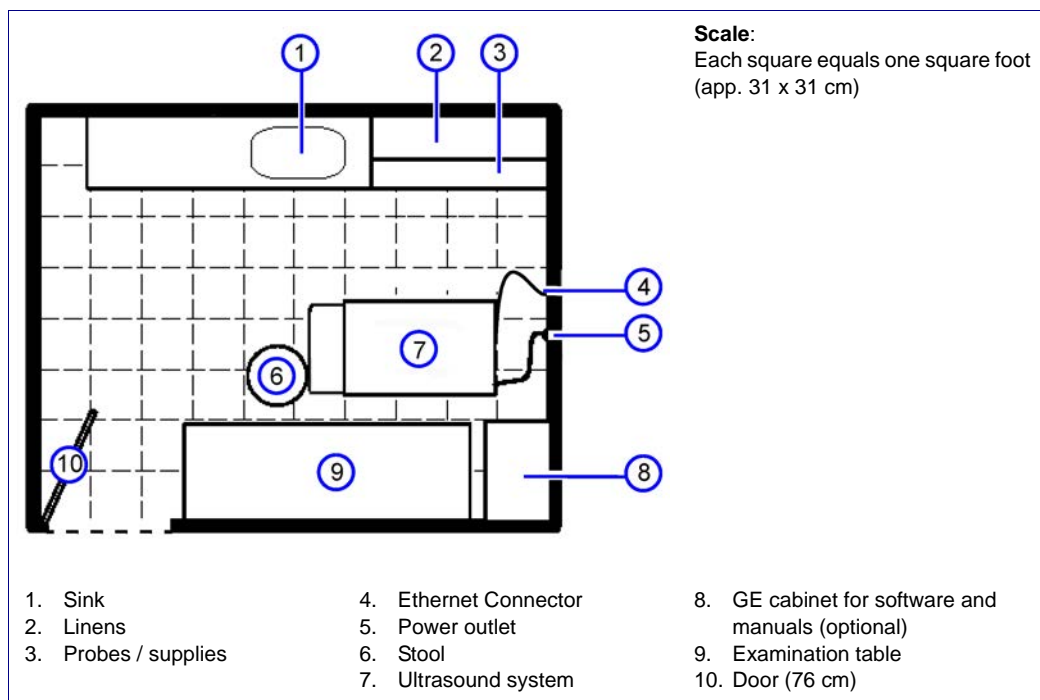 1
2
3
Scale:
Each square equals one square foot
(app. 31 x 31 cm)
4
5
7
6
10
9
8
1. Sink
2. Linens
3. Probes / supplies
4. Ethernet Connector
5. Power outlet
6. Stool
7. Ultrasound system
8. GE cabinet for software and
manuals (optional)
9. Examination table
10. Door (76 cm)